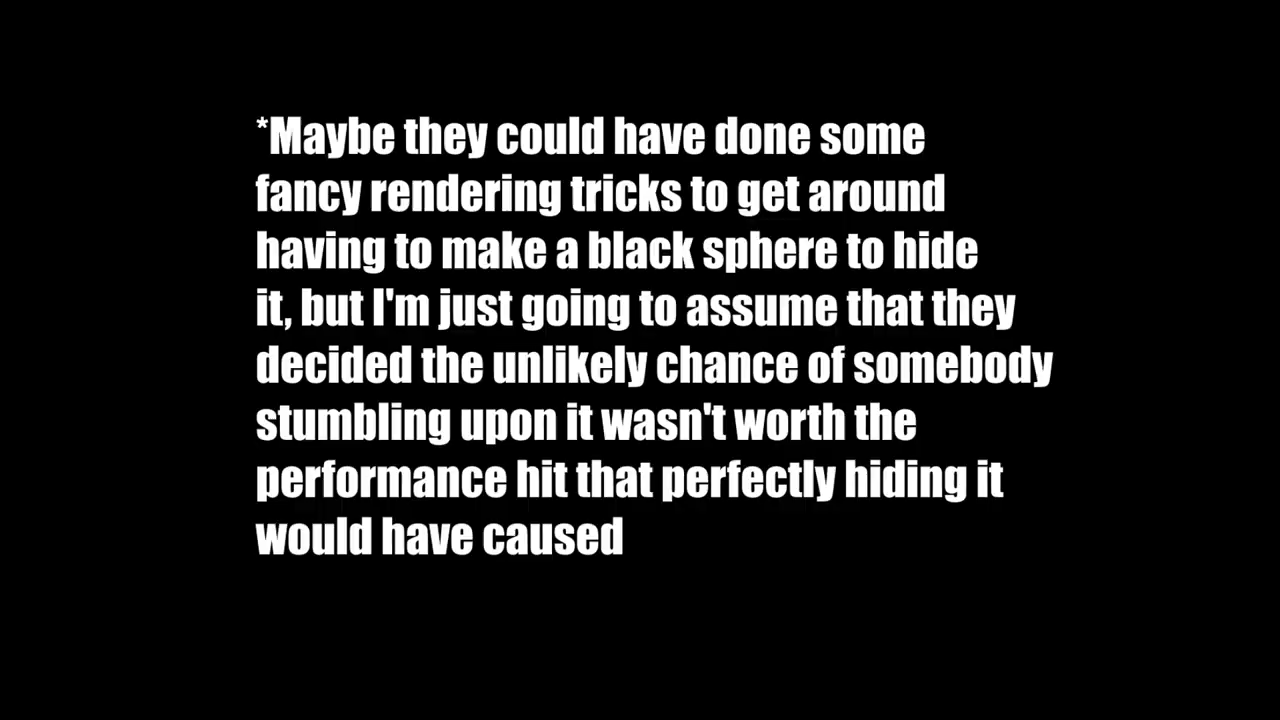 *Maybe they could have done some
fancy rendering tricks to get around
having to make a black sphere to hide
it, but I'm just going to assume that they
decided the unlikely chance of somebody
stumbling upon it wasn't worth the
performance hit that perfectly hiding it
would have caused